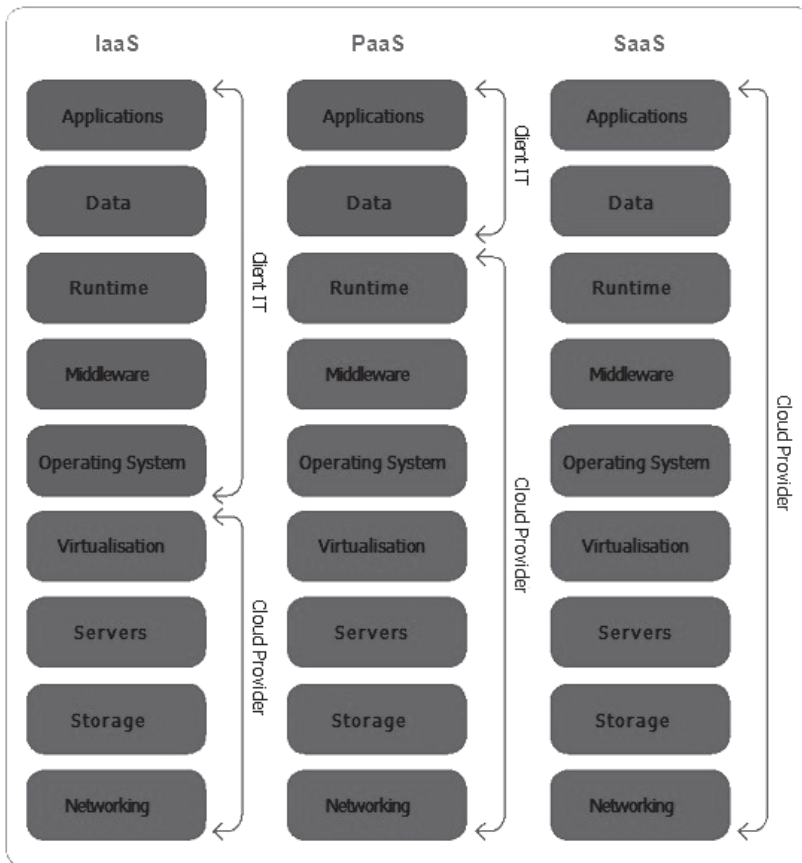 IaaS
Applications
Data
Runtime
Middleware
Operating System
Virtualisation
Servers
Storage
Networking
Client IT
Cloud Provider
PaaS
Applications
Data
Runtime
Middleware
Operating System
Virtualisation
Servers
Storage
Networking
Client IT
Cloud Provider
SaaS
Applications
Data
Runtime
Middleware
Operating System
Virtualisation
Servers
Storage
Networking
Cloud Provider